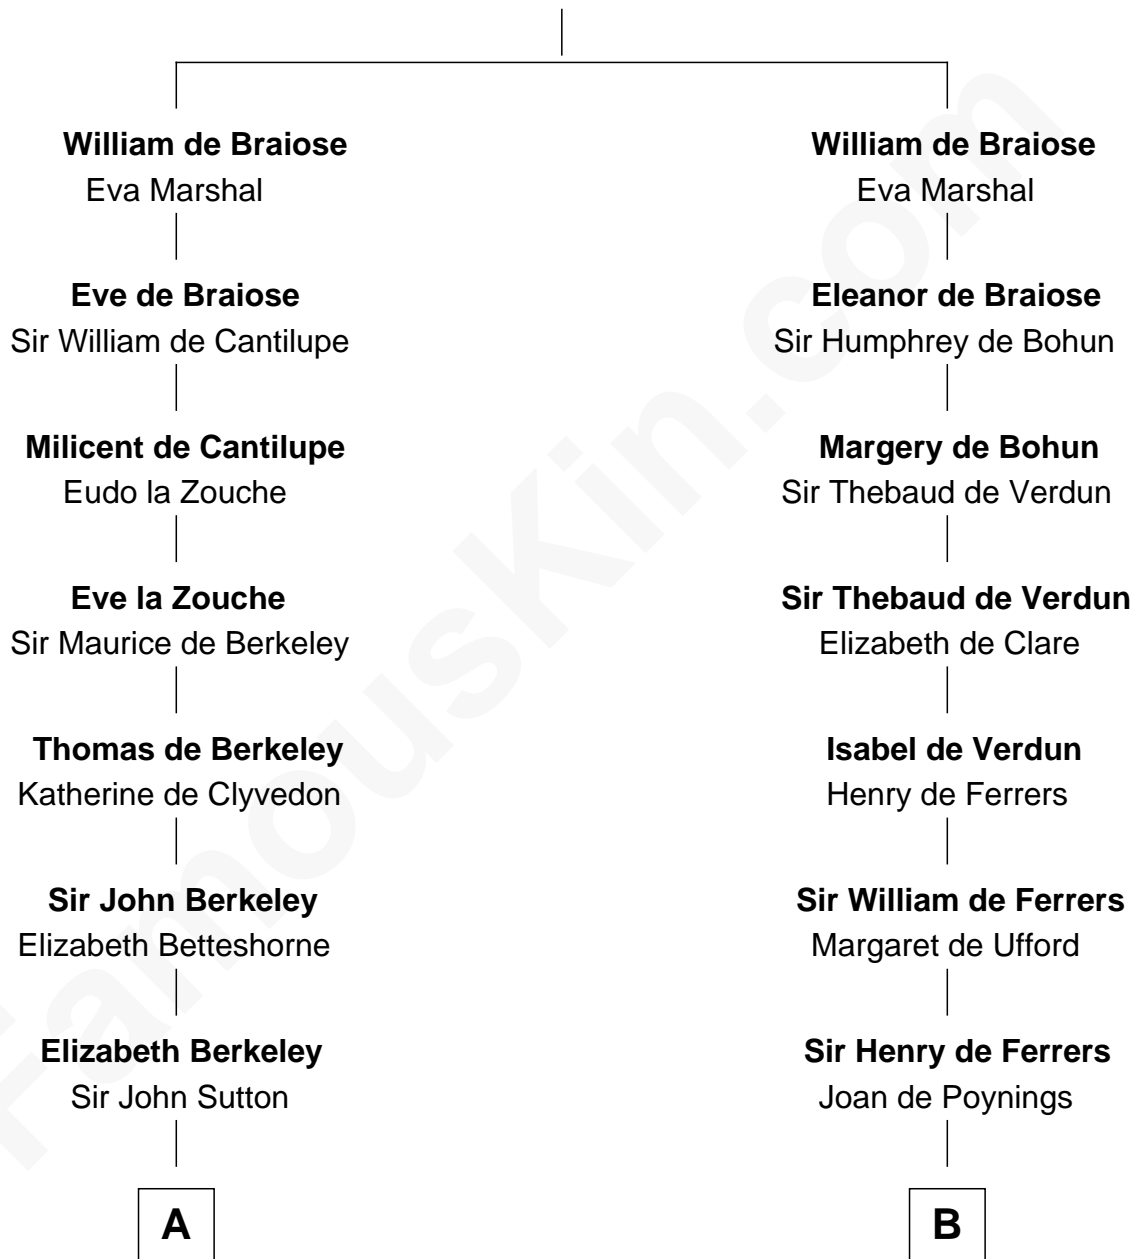 William de Braiose
Eva Marshal
Eve de Braiose
Sir William de Cantilupe
Milicent de Cantilupe
Eudo la Zouche
Eve la Zouche
Sir Maurice de Berkeley
Thomas de Berkeley
Katherine de Clyvedon
Sir John Berkeley
Elizabeth Betteshorne
Elizabeth Berkeley
Sir John Sutton
A
William de Braiose
Eva Marshal
Eleanor de Braiose
Sir Humphrey de Bohun
Margery de Bohun
Sir Thebaud de Verdun
Sir Thebaud de Verdun
Elizabeth de Clare
Isabel de Verdun
Henry de Ferrers
Sir William de Ferrers
Margaret de Ufford
Sir Henry de Ferrers
Joan de Poynings
B
FamousKin.com